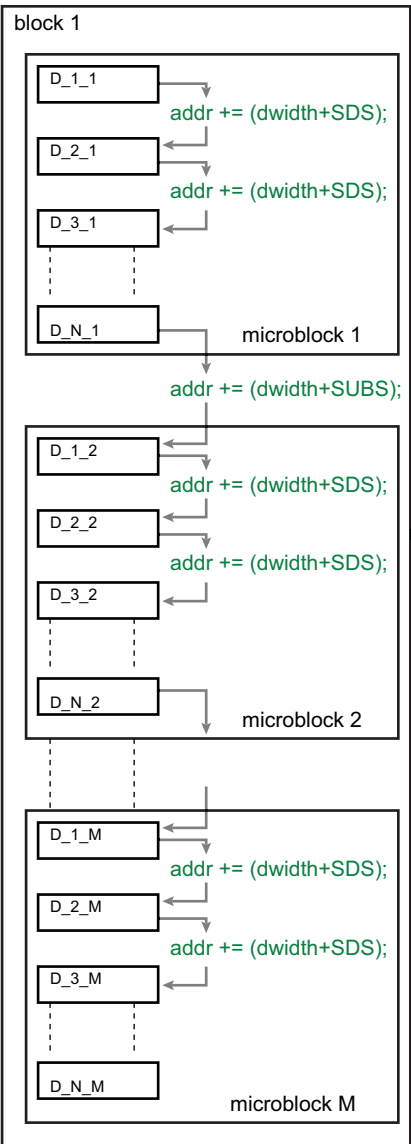 block 1
D_1_1
addr += (dwidth+SDS);
D_2_1
addr += (dwidth+SDS);
D_3_1
D_N_1
microblock 1
addr += (dwidth+SUBS);
D_1_2
addr += (dwidth+SDS);
D_2_2
addr += (dwidth+SDS);
D_3_2
D_N_2
microblock 2
D_1_M
addr += (dwidth+SDS);
D_2_M
addr += (dwidth+SDS);
D_3_M
D_N_M
microblock M